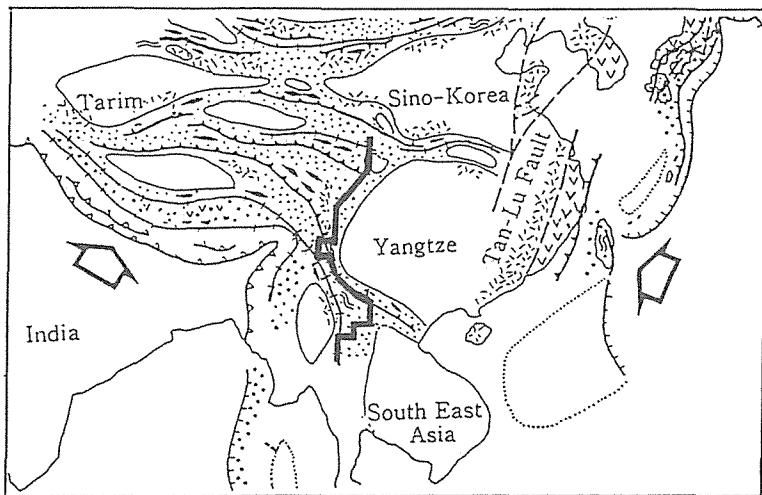 Tarim
Sino-Korea
Tan Lu Fault
Yangtze
India
South East
Asia